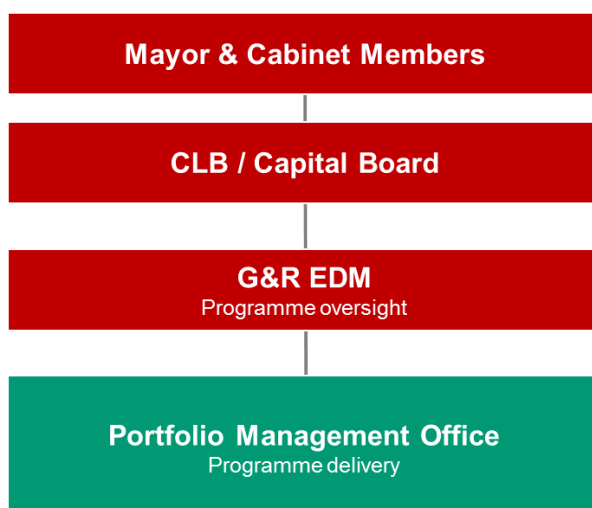 Mayor & Cabinet Members
CLB / Capital Board
G&R EDM
Programme oversight
Portfolio Management Office
Programme delivery